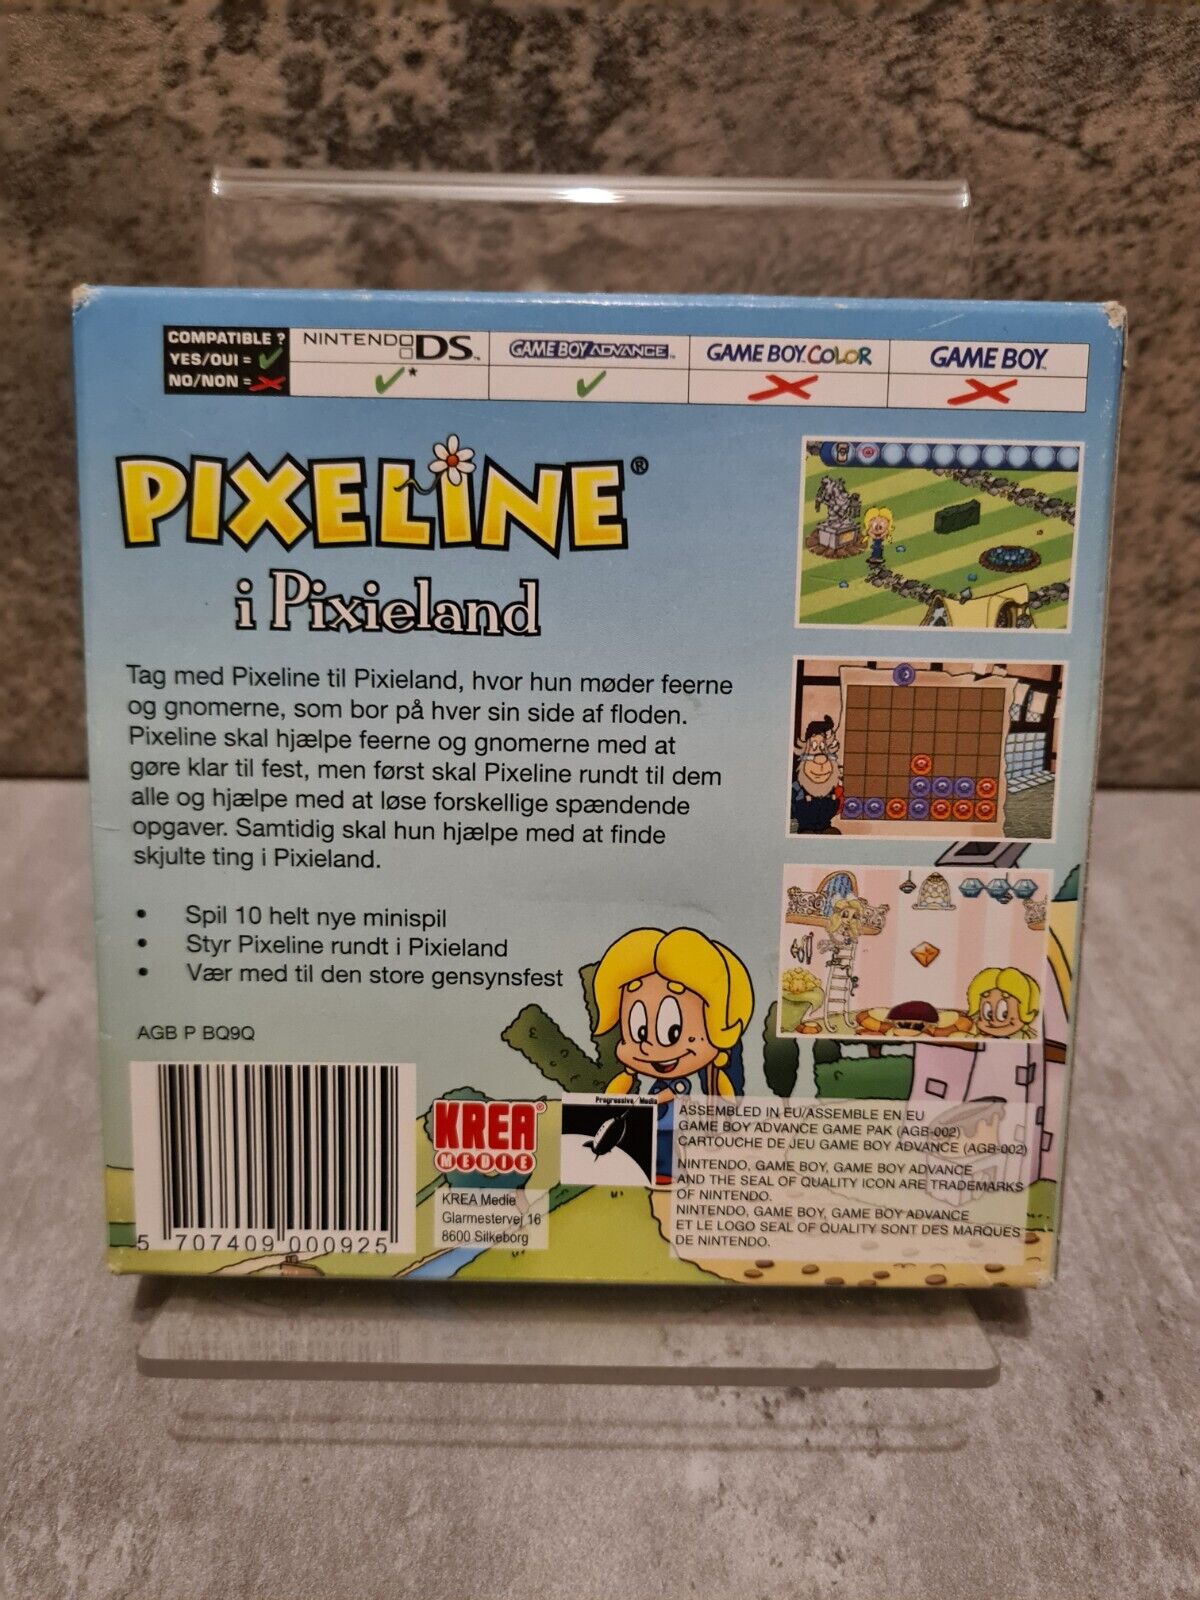 COMPATIBLE ?
YES/OUI =
NO/NON =
NINTENDO DS™
*
GAME BOY ADVANCE™
GAME BOY COLOR
GAME BOY™
PIXELINE®
i Pixieland
Tag med Pixeline til Pixieland, hvor hun møder feerne
og gnomerne, som bor på hver sin side af floden.
Pixeline skal hjælpe feerne og gnomerne med at
gøre klar til fest, men først skal Pixeline rundt til dem
alle og hjælpe med at løse forskellige spændende
opgaver. Samtidig skal hun hjælpe med at finde
skjulte ting i Pixieland.
• Spil 10 helt nye minispil
• Styr Pixeline rundt i Pixieland
• Vær med til den store gensynsfest
AGB P BQ9Q
5 707409 000925
KREA®
MEDIE
KREA Medie
Glarmestervej 16
8600 Silkeborg
Progressive Media
ASSEMBLED IN EU/ASSEMBLE EN EU
GAME BOY ADVANCE GAME PAK (AGB-002)
CARTOUCHE DE JEU GAME BOY ADVANCE (AGB-002)
NINTENDO, GAME BOY, GAME BOY ADVANCE
AND THE SEAL OF QUALITY ICON ARE TRADEMARKS
OF NINTENDO.
NINTENDO, GAME BOY, GAME BOY ADVANCE
ET LE LOGO SEAL OF QUALITY SONT DES MARQUES
DE NINTENDO.